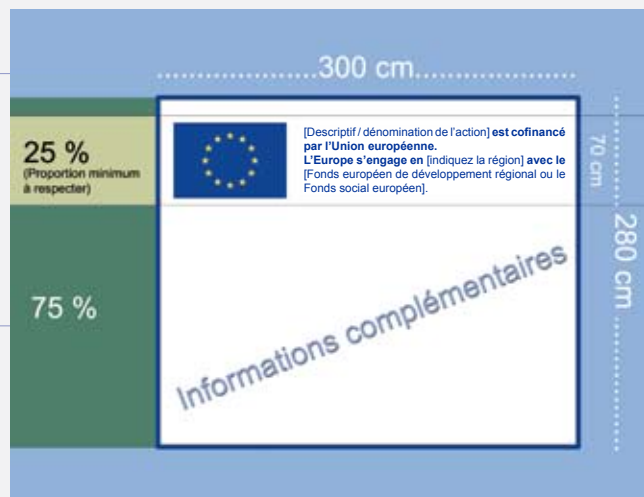 300 cm
25 %
(Proportion minimum
à respecter)
[Descriptif / dénomination de l'action] est cofinancé
par l'Union européenne.
L'Europe s'engage en [indiquez la région] avec le
[Fonds européen de développement régional ou le
Fonds social européen].
70 cm
280 cm
75 %
Informations complémentaires